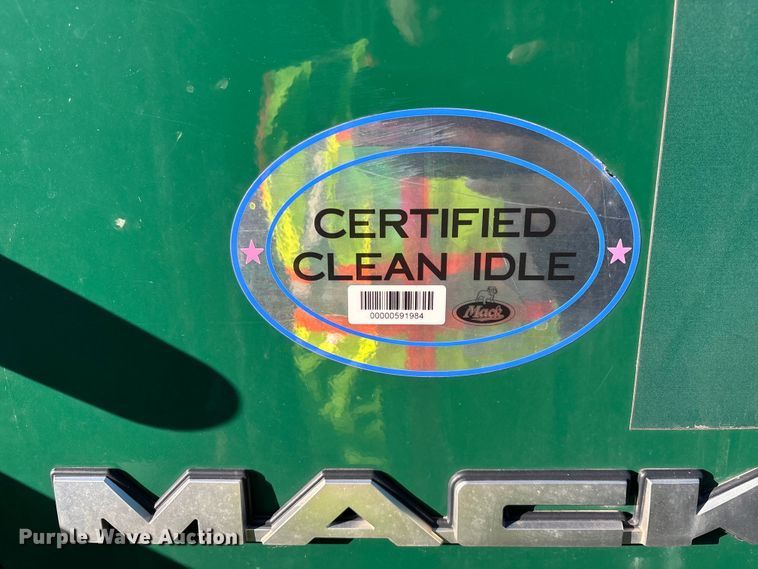 CERTIFIED
CLEAN IDLE
00000591984
Mack
MACK
Purple Wave Auction